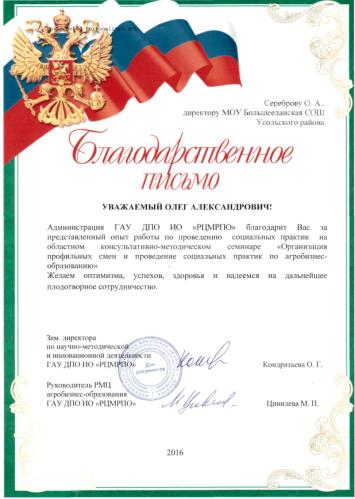 Сереброву О. А.,
директору МОУ Большееланская СОШ
Усольского района
Благодарственное
письмо
УВАЖАЕМЫЙ ОЛЕГ АЛЕКСАНДРОВИЧ!
Администрация ГАУ ДПО ИО «РЦМРПО» благодарит Вас за
представленный опыт работы по проведению социальных практик на
областном консультативно-методическом семинаре «Организация
профильных смен и проведение социальных практик по агробизнес-
образованию»
Желаем оптимизма, успехов, здоровья и надеемся на дальнейшее
плодотворное сотрудничество.
Зам. директора
по научно-методической
и инновационной деятельности
ГАУ ДПО ИО «РЦМРПО»
Кондратьева О. Г.
Для
документов
Руководитель РМЦ
агробизнес-образования
ГАУ ДПО ИО «РЦМРПО»
Цивилева М. П.
2016